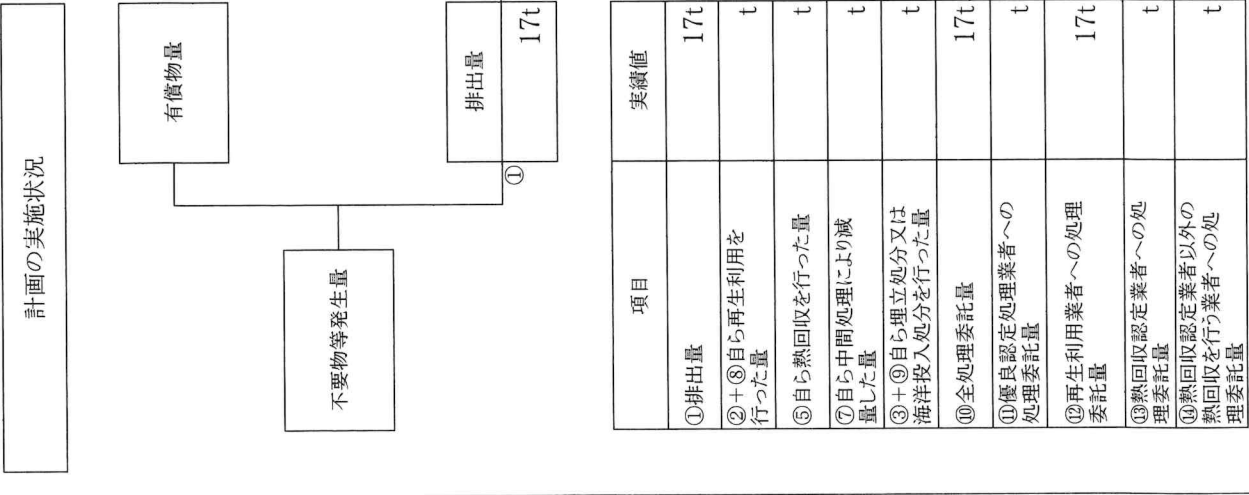 計画の実施状況
有償物量
不要物等発生量
排出量
①
17t
項目 実績値
①排出量 17t
②+⑧自ら再生利用を
行った量 t
⑤自ら熱回収を行った量 t
⑦自ら中間処理により減
量した量 t
③+⑨自ら埋立処分又は
海洋投入処分を行った量 t
⑩全処理委託量 17t
⑪優良認定処理業者への
処理委託量 t
⑫再生利用業者への処理
委託量 17t
⑬熱回収認定業者への処
理委託量 t
⑭熱回収認定業者以外の
熱回収を行う業者への処
理委託量 t